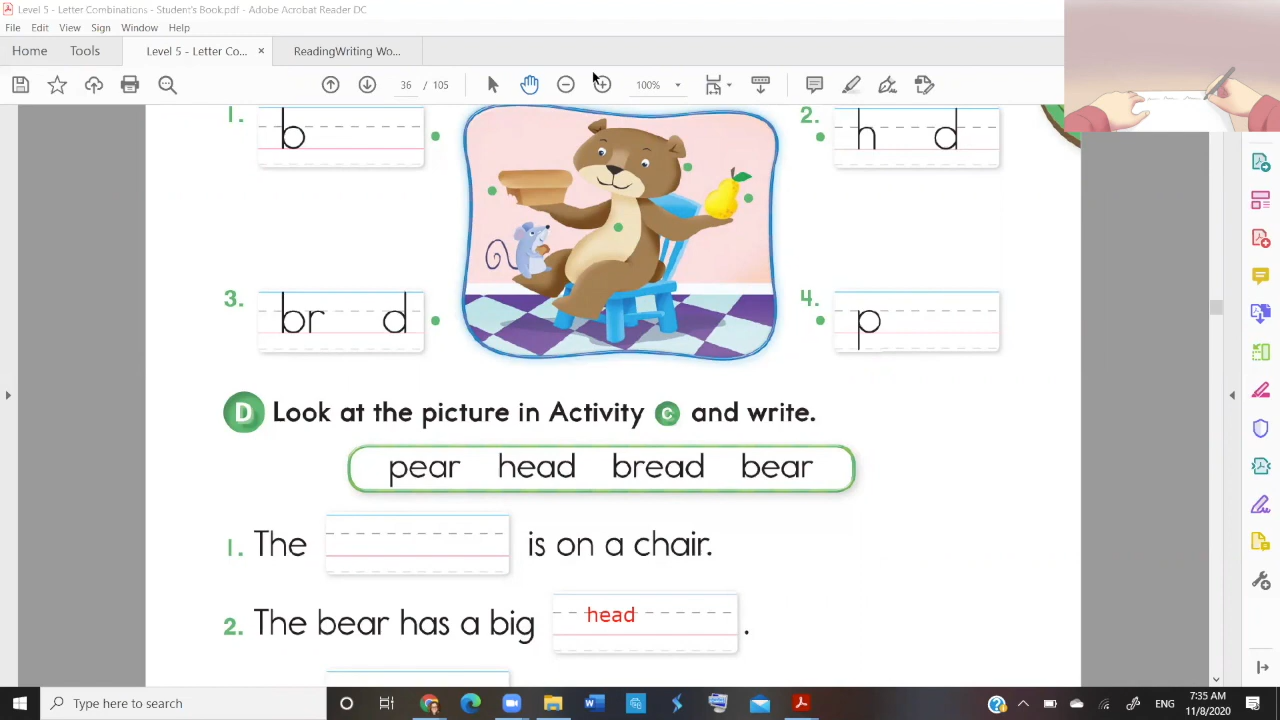 Level 5 - Letter Combinations - Student's Book.pdf - Adobe Acrobat Reader DC
File Edit View Sign Window Help
Home Tools Level 5 - Letter Co... × ReadingWriting Wo...
36 / 105 100%
1. b
2. h d
3. br d
4. p
D Look at the picture in Activity C and write.
pear head bread bear
1. The is on a chair.
2. The bear has a big head .
Type here to search
ENG
7:35 AM
11/8/2020